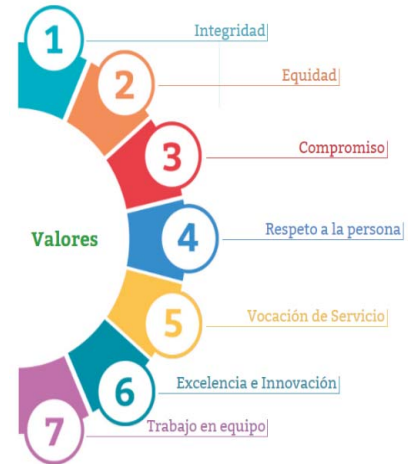 1 Integridad
2 Equidad
3 Compromiso
Valores
4 Respeto a la persona
5 Vocación de Servicio
6 Excelencia e Innovación
7 Trabajo en equipo